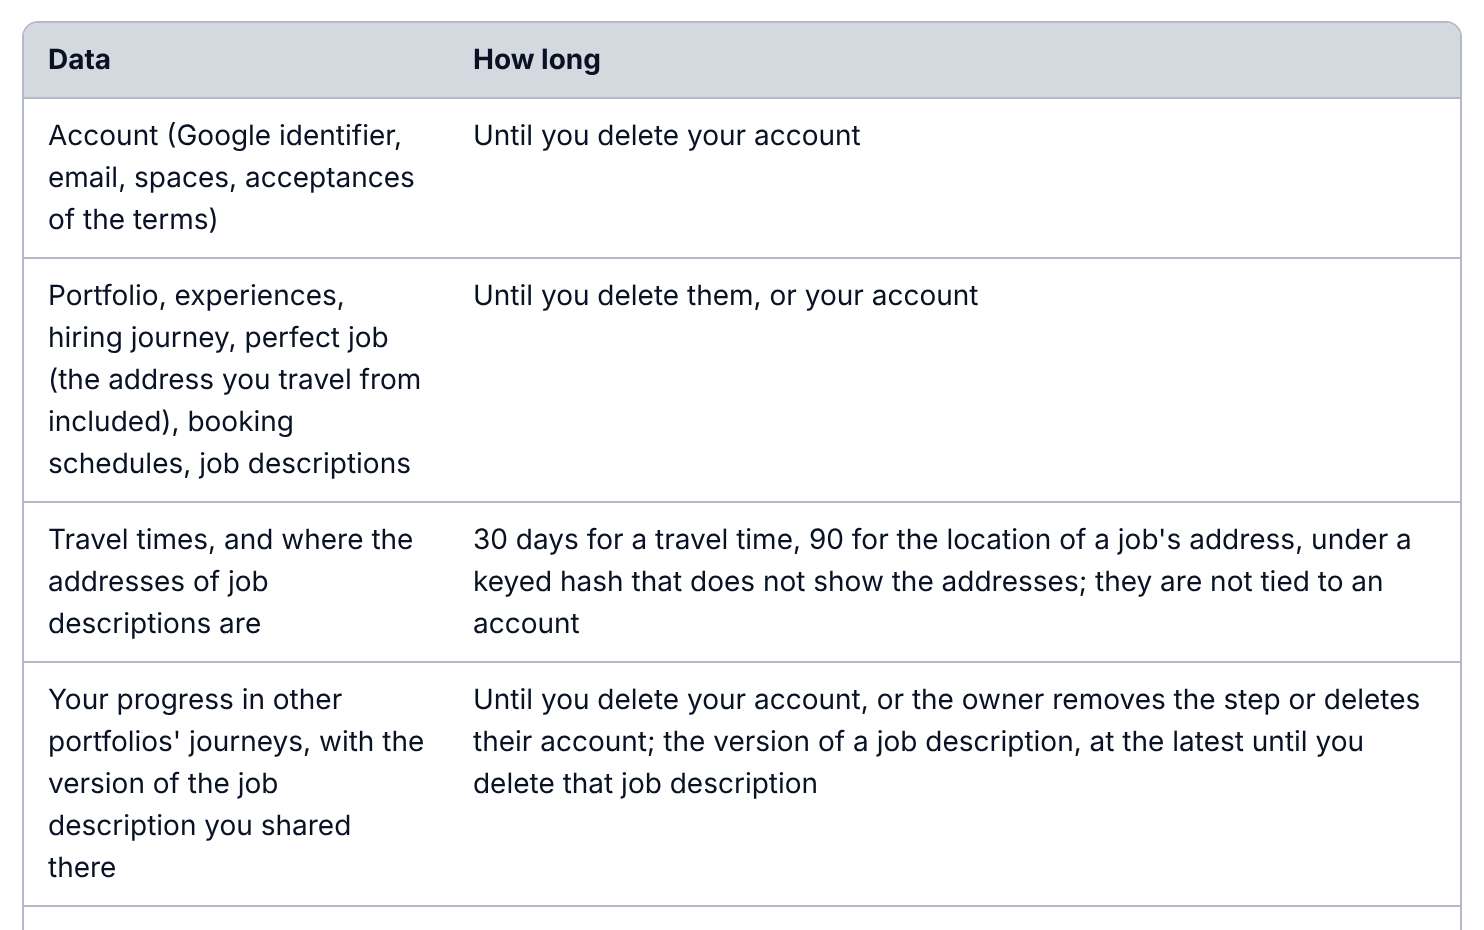 Data
How long
Account (Google identifier,
email, spaces, acceptances
of the terms)
Until you delete your account
Portfolio, experiences,
hiring journey, perfect job
(the address you travel from
included), booking
schedules, job descriptions
Until you delete them, or your account
Travel times, and where the
addresses of job
descriptions are
30 days for a travel time, 90 for the location of a job's address, under a
keyed hash that does not show the addresses; they are not tied to an
account
Your progress in other
portfolios' journeys, with the
version of the job
description you shared
there
Until you delete your account, or the owner removes the step or deletes
their account; the version of a job description, at the latest until you
delete that job description